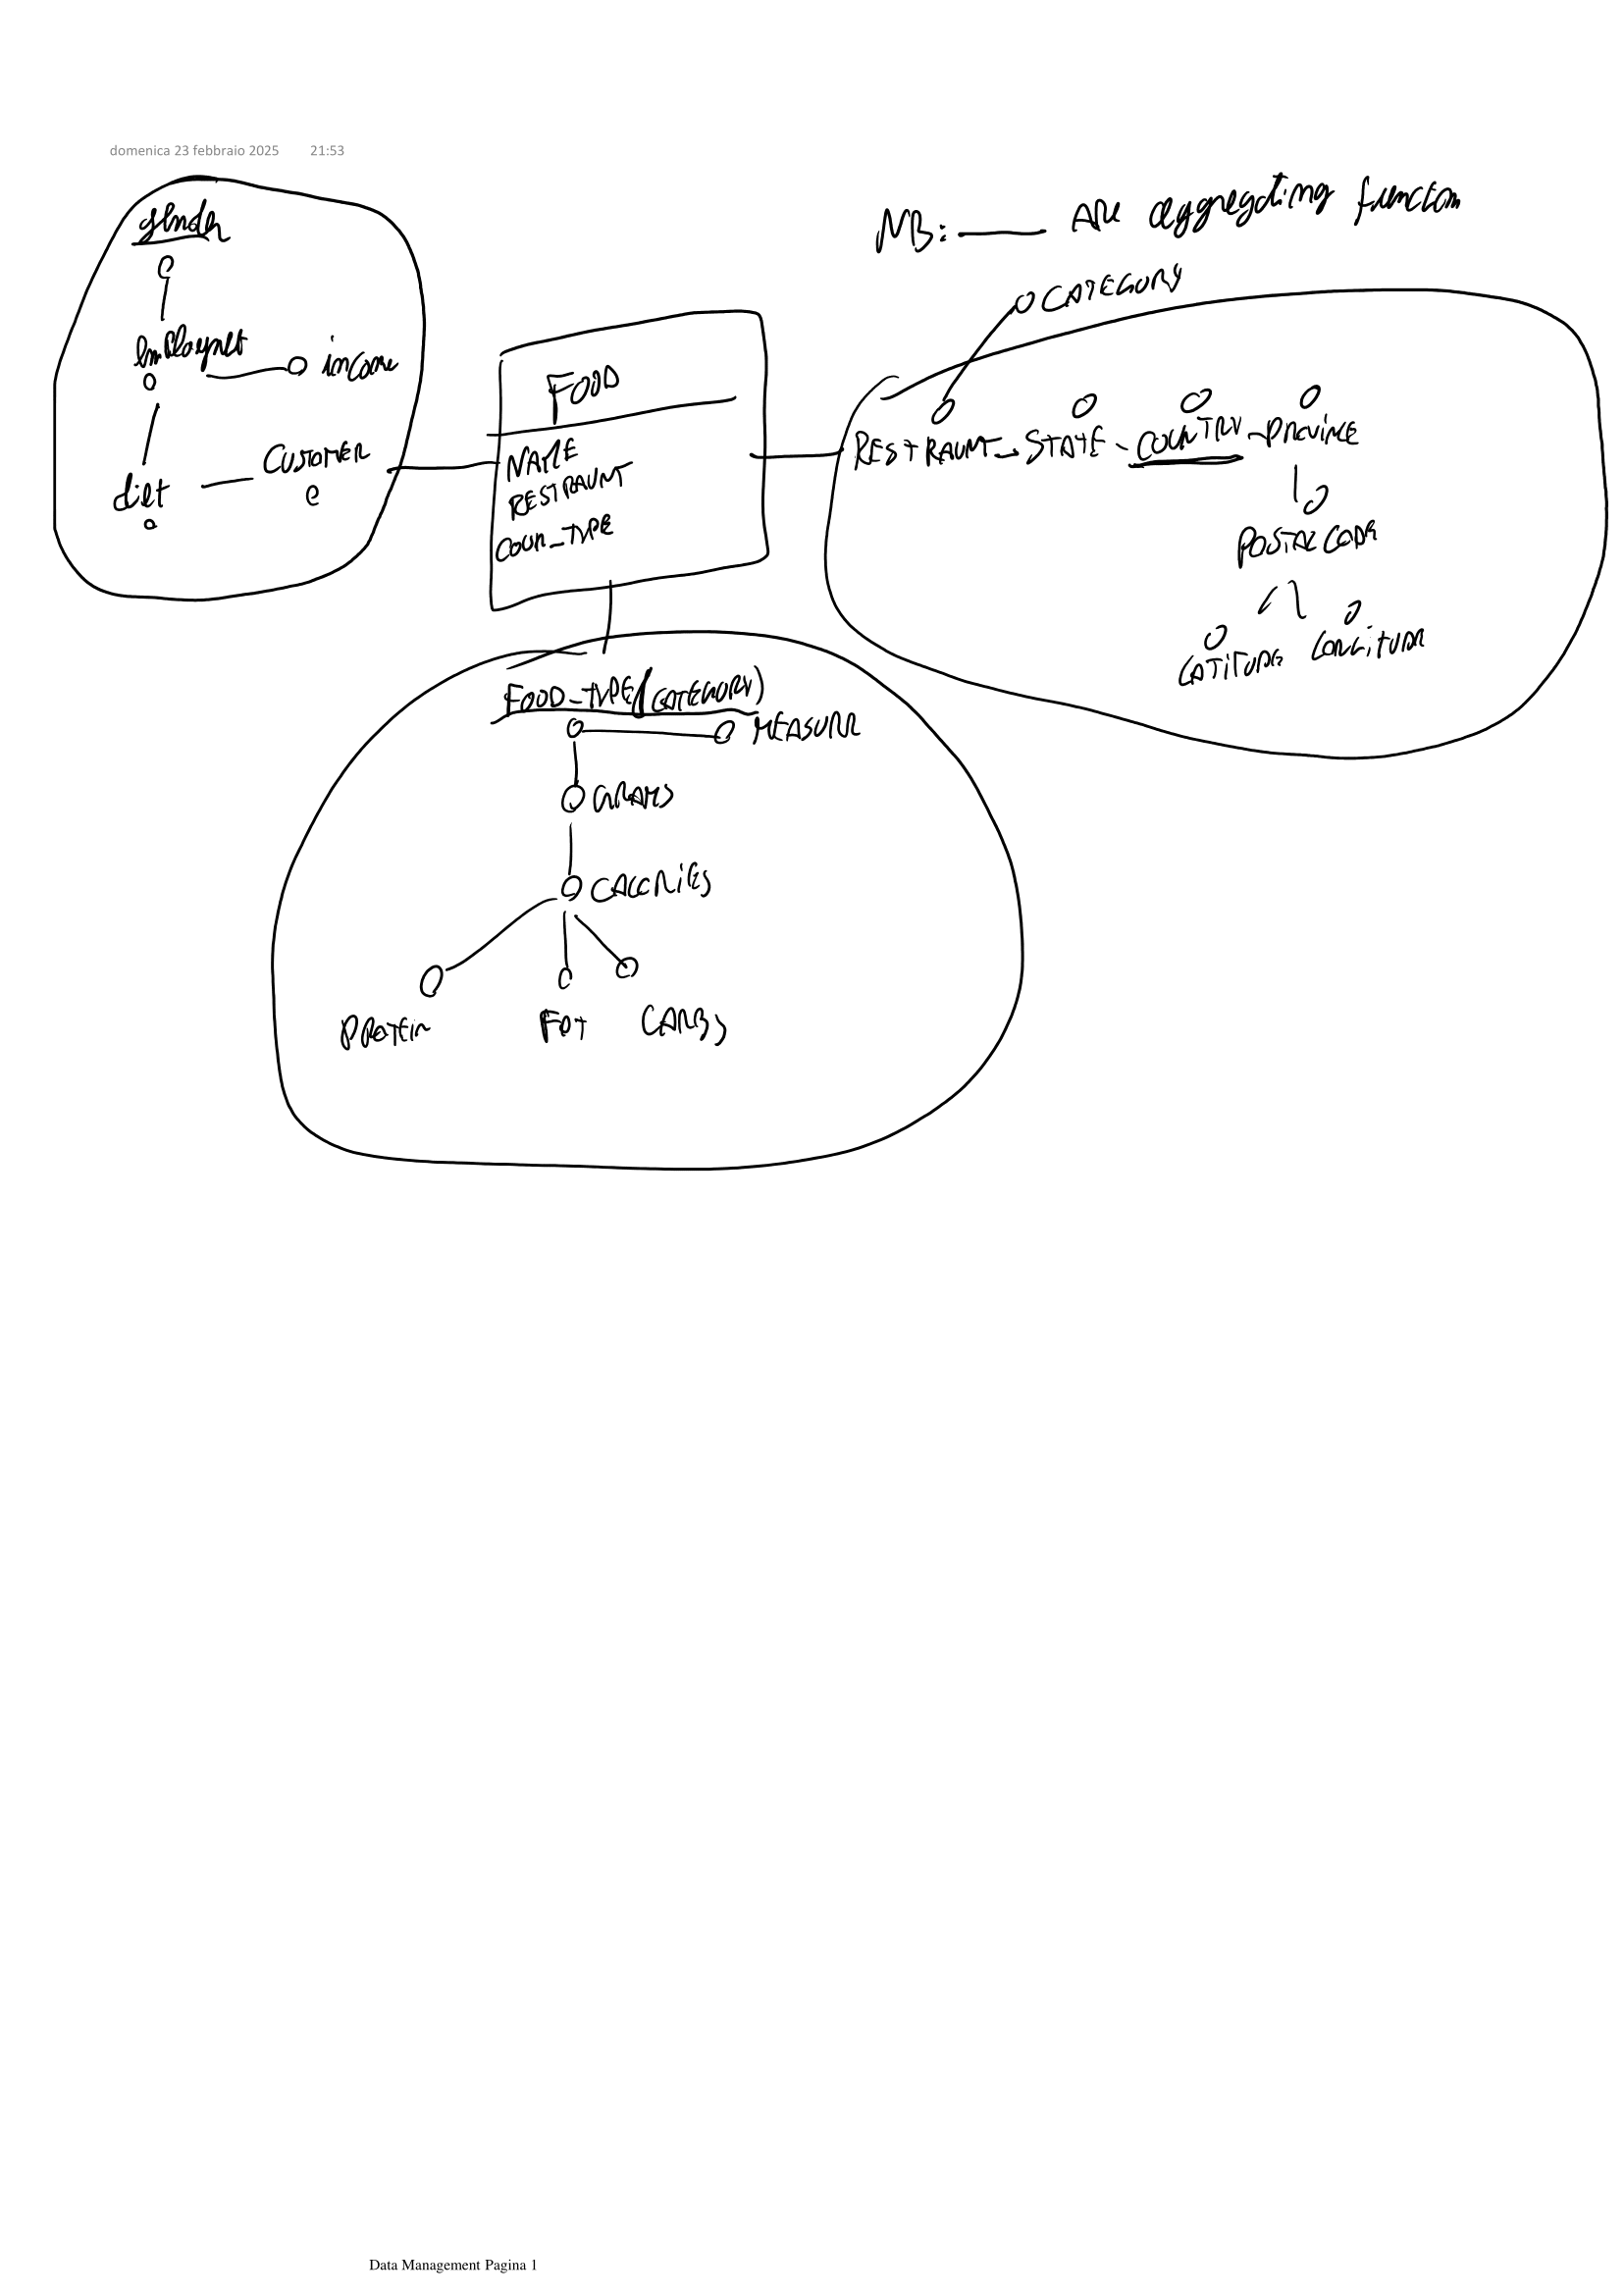 domenica 23 febbraio 2025 21:53
NB: ____ ARE aggregating function
gender
income
diet
CUSTOMER
FOOD
NAME
RESTRAUNT
COUR_TYPE
CATEGORY
RESTRAUNT - STATE - COUNTRY - PROVINCE
POSTAL CODE
LATITUDE LONGITUDE
FOOD_TYPE (CATEGORY)
MEASURE
GRAMS
CALORIES
PROTEIN FAT CARBS
Data Management Pagina 1